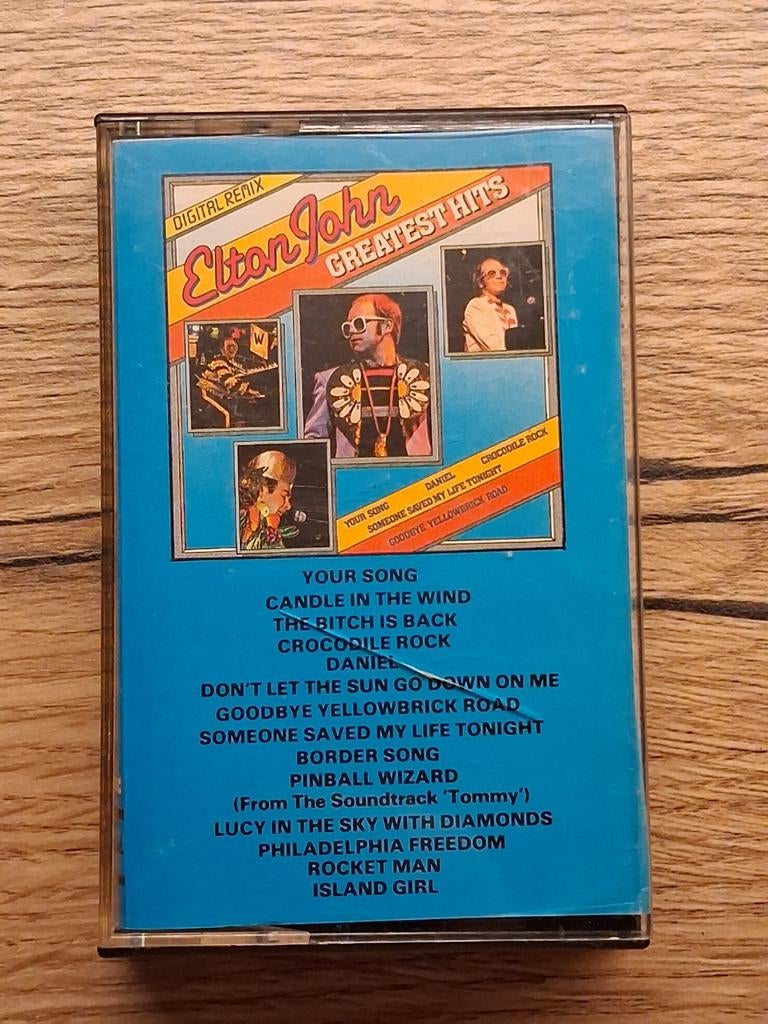 DIGITAL REMIX
Elton John
GREATEST HITS
W
YOUR SONG DANIEL CROCODILE ROCK
SOMEONE SAVED MY LIFE TONIGHT
GOODBYE YELLOWBRICK ROAD
YOUR SONG
CANDLE IN THE WIND
THE BITCH IS BACK
CROCODILE ROCK
DANIEL
DON'T LET THE SUN GO DOWN ON ME
GOODBYE YELLOWBRICK ROAD
SOMEONE SAVED MY LIFE TONIGHT
BORDER SONG
PINBALL WIZARD
(From The Soundtrack 'Tommy')
LUCY IN THE SKY WITH DIAMONDS
PHILADELPHIA FREEDOM
ROCKET MAN
ISLAND GIRL